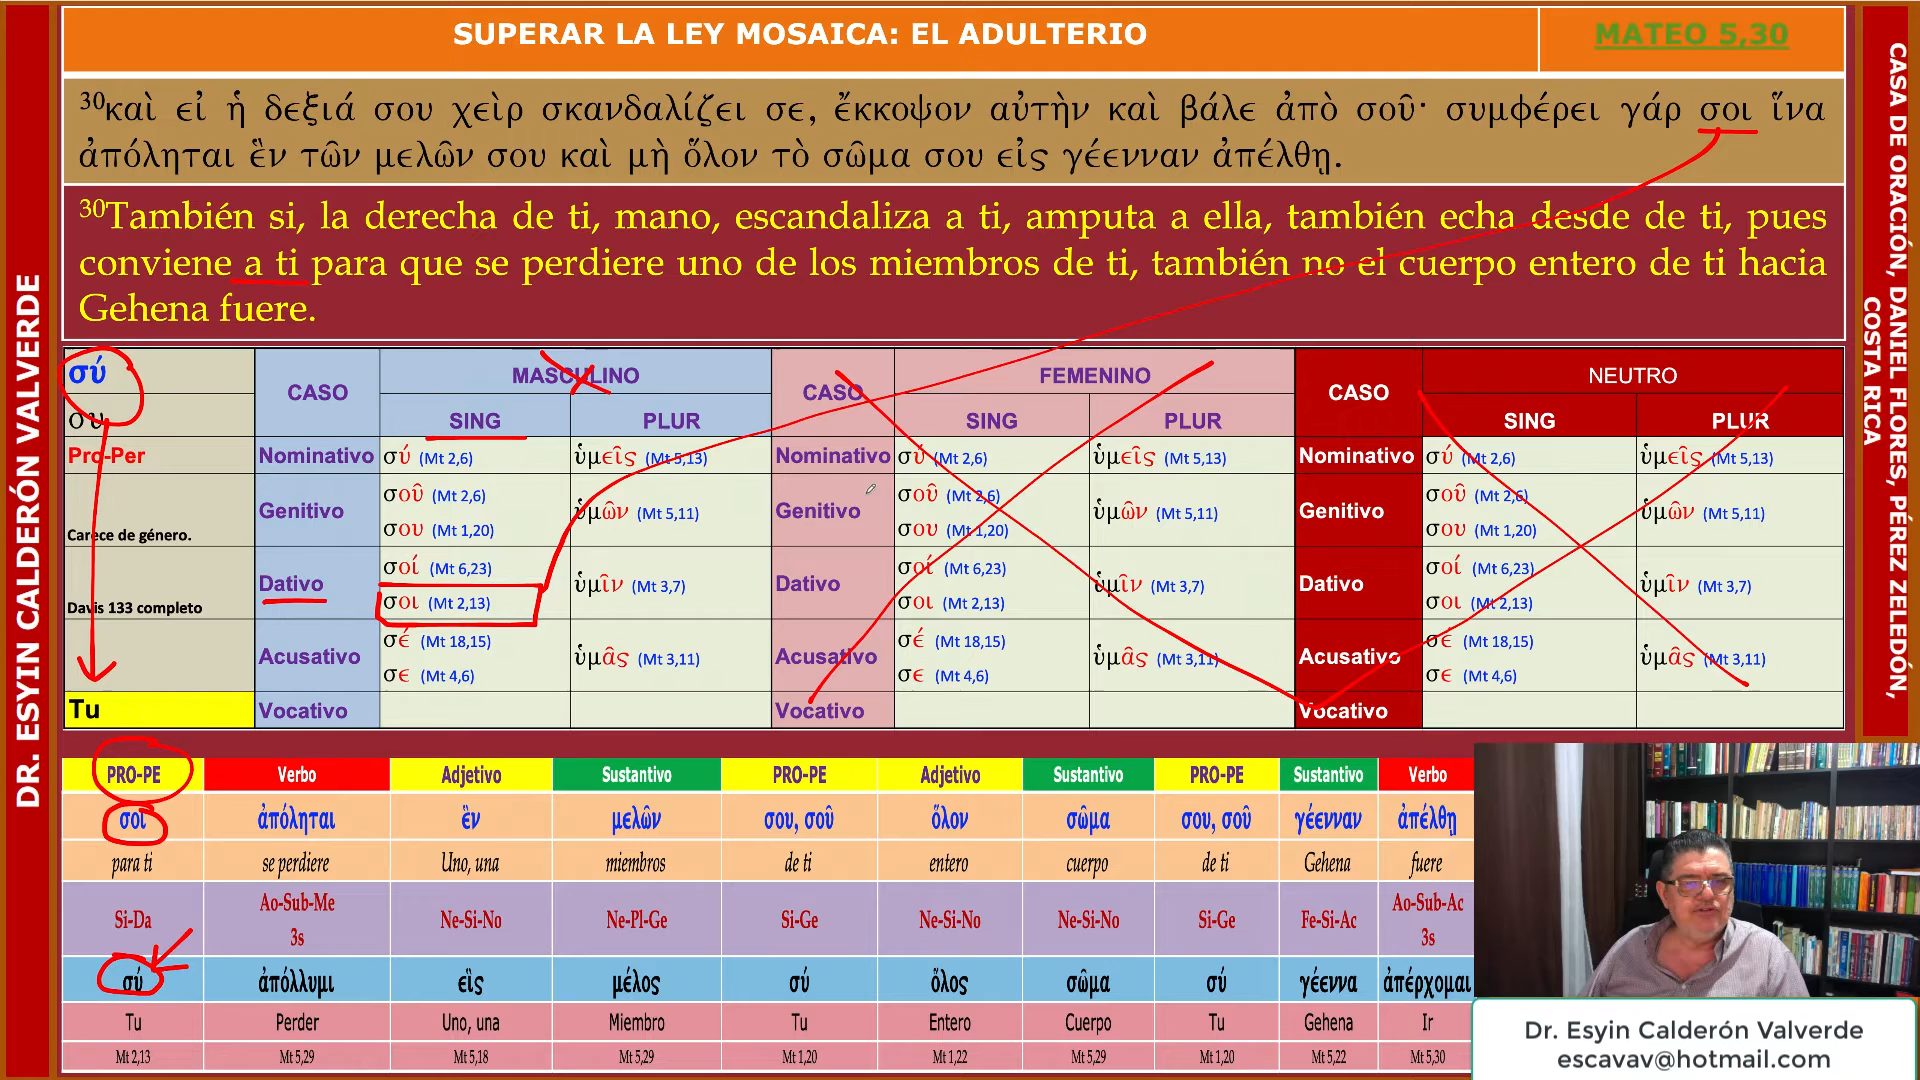 SUPERAR LA LEY MOSAICA: EL ADULTERIO
MATEO 5,30
³⁰καὶ εἰ ἡ δεξιά σου χεὶρ σκανδαλίζει σε, ἔκκοψον αὐτὴν καὶ βάλε ἀπὸ σοῦ· συμφέρει γάρ σοι ἵνα
ἀπόληται ἓν τῶν μελῶν σου καὶ μὴ ὅλον τὸ σῶμα σου εἰς γέενναν ἀπέλθῃ.
³⁰También si, la derecha de ti, mano, escandaliza a ti, amputa a ella, también echa desde de ti, pues
conviene a ti para que se perdiere uno de los miembros de ti, también no el cuerpo entero de ti hacia
Gehena fuere.
σύ CASO MASCULINO CASO FEMENINO CASO NEUTRO
ου SING PLUR SING PLUR SING PLUR
Pro-Per Nominativo σύ (Mt 2,6) ὑμεῖς (Mt 5,13) Nominativo σύ (Mt 2,6) ὑμεῖς (Mt 5,13) Nominativo σύ (Mt 2,6) ὑμεῖς (Mt 5,13)
Carece de género. Genitivo σοῦ (Mt 2,6) σου (Mt 1,20) ὑμῶν (Mt 5,11) Genitivo σοῦ (Mt 2,6) σου (Mt 1,20) ὑμῶν (Mt 5,11) Genitivo σοῦ (Mt 2,6) σου (Mt 1,20) ὑμῶν (Mt 5,11)
Davis 133 completo Dativo σοί (Mt 6,23) σοι (Mt 2,13) ὑμῖν (Mt 3,7) Dativo σοί (Mt 6,23) σοι (Mt 2,13) ὑμῖν (Mt 3,7) Dativo σοί (Mt 6,23) σοι (Mt 2,13) ὑμῖν (Mt 3,7)
Acusativo σέ (Mt 18,15) σε (Mt 4,6) ὑμᾶς (Mt 3,11) Acusativo σέ (Mt 18,15) σε (Mt 4,6) ὑμᾶς (Mt 3,11) Acusativo σέ (Mt 18,15) σε (Mt 4,6) ὑμᾶς (Mt 3,11)
Tu Vocativo Vocativo Vocativo
PRO-PE Verbo Adjetivo Sustantivo PRO-PE Adjetivo Sustantivo PRO-PE Sustantivo Verbo
σοι ἀπόληται ἓν μελῶν σου, σοῦ ὅλον σῶμα σου, σοῦ γέενναν ἀπέλθῃ
para ti se perdiere Uno, una miembros de ti entero cuerpo de ti Gehena fuere
Si-Da Ao-Sub-Me 3s Ne-Si-No Ne-Pl-Ge Si-Ge Ne-Si-No Ne-Si-No Si-Ge Fe-Si-Ac Ao-Sub-Ac 3s
σύ ἀπόλλυμι εἷς μέλος σύ ὅλος σῶμα σύ γέεννα ἀπέρχομαι
Tu Perder Uno, una Miembro Tu Entero Cuerpo Tu Gehena Ir
Mt 2,13 Mt 5,29 Mt 5,18 Mt 5,29 Mt 1,20 Mt 1,22 Mt 5,29 Mt 1,20 Mt 5,22 Mt 5,30
DR. ESYIN CALDERÓN VALVERDE
CASA DE ORACIÓN, DANIEL FLORES, PÉREZ ZELEDÓN,
COSTA RICA
Dr. Esyin Calderón Valverde
escavav@hotmail.com